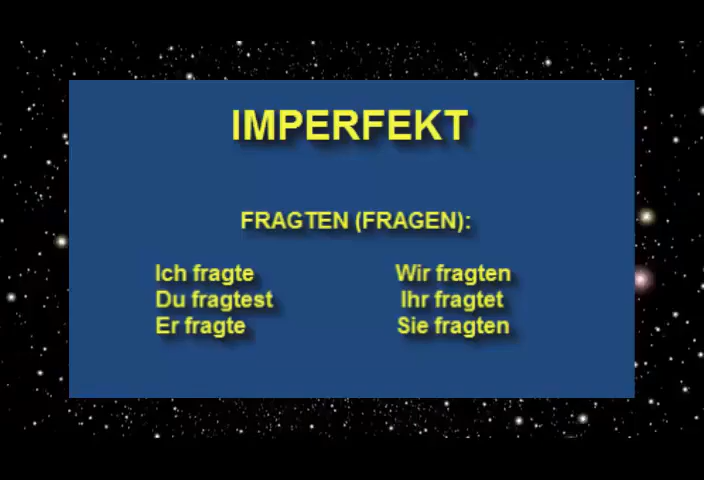 IMPERFEKT
FRAGTEN (FRAGEN):
Ich fragte
Du fragtest
Er fragte
Wir fragten
Ihr fragtet
Sie fragten